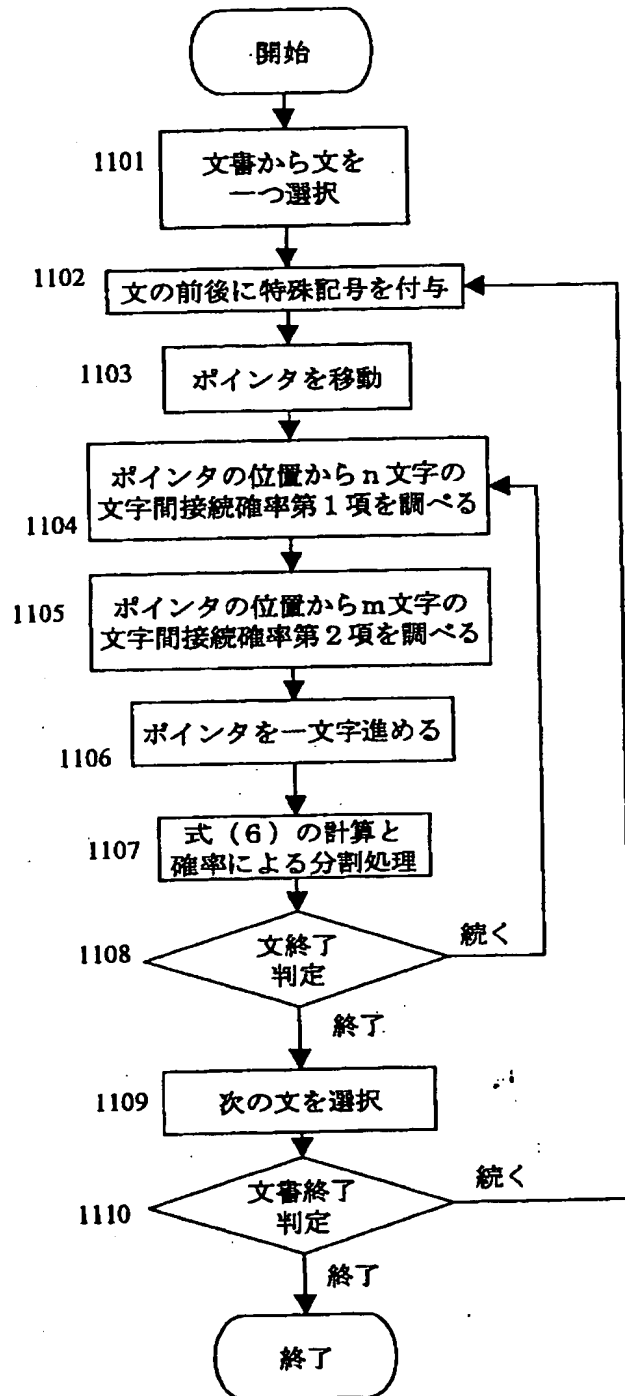 開始
1101
文書から文を
一つ選択
1102
文の前後に特殊記号を付与
1103
ポインタを移動
ポインタの位置からn文字の
文字間接続確率第1項を調べる
1104
1105
ポインタの位置からm文字の
文字間接続確率第2項を調べる
ポインタを一文字進める
1106
1107
式(6)の計算と
確率による分割処理
1108
文終了
判定
続く
終了
1109
次の文を選択
1110
文書終了
判定
続く
終了
終了